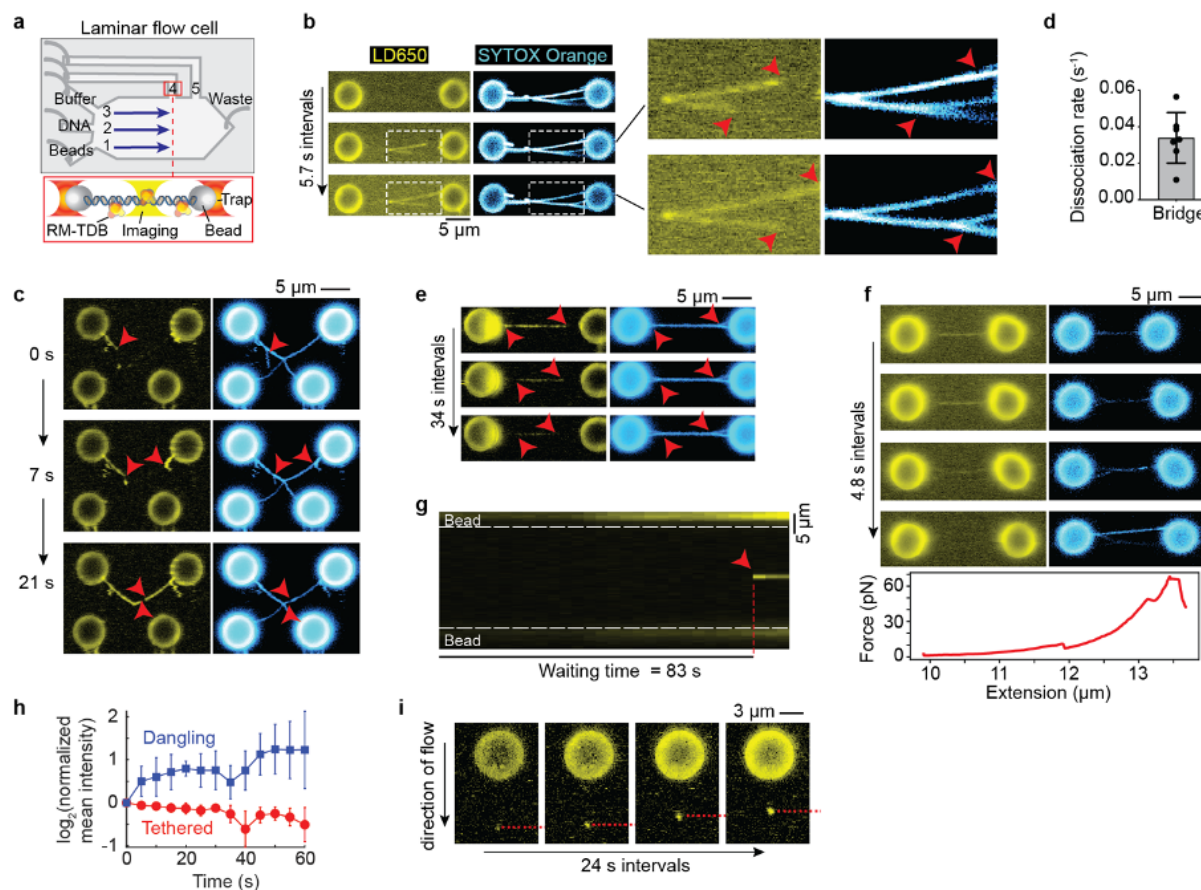 a
Laminar flow cell
4
5
Buffer
Waste
3
DNA
2
Beads
1
Trap
RM-TDB
Imaging
Bead
b
LD650
SYTOX Orange
5.7 s intervals
5 µm
d
Dissociation rate (s⁻¹)
0.06
0.04
0.02
0.00
Bridge
c
5 µm
0 s
7 s
21 s
e
5 µm
34 s intervals
f
5 µm
4.8 s intervals
Force (pN)
60
30
0
10
11
12
13
Extension (µm)
g
Bead
5 µm
Bead
Waiting time = 83 s
h
log₂(normalized
mean intensity)
2
1
0
-1
Dangling
Tethered
0
20
40
60
Time (s)
i
3 µm
direction of flow
24 s intervals